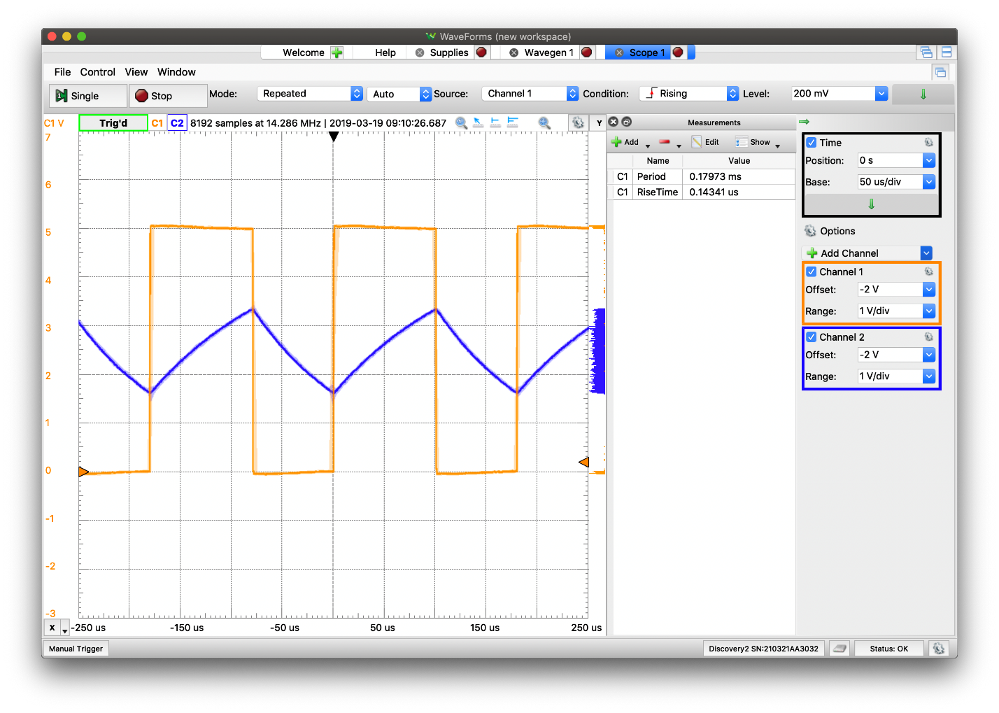 WaveForms (new workspace)
Welcome Help Supplies Wavegen 1 Scope 1
File Control View Window
Single Stop Mode: Repeated Auto Source: Channel 1 Condition: Rising Level: 200 mV
C1 V Trig'd C1 C2 8192 samples at 14.286 MHz | 2019-03-19 09:10:26.687 Y
7
6
5
4
3
2
1
0
-1
-2
-3
X -250 us -150 us -50 us 50 us 150 us 250 us
Measurements
Add Edit Show
Name Value
C1 Period 0.17973 ms
C1 RiseTime 0.14341 us
Time
Position: 0 s
Base: 50 us/div
Options
Add Channel
Channel 1
Offset: -2 V
Range: 1 V/div
Channel 2
Offset: -2 V
Range: 1 V/div
Manual Trigger Discovery2 SN:210321AA3032 Status: OK